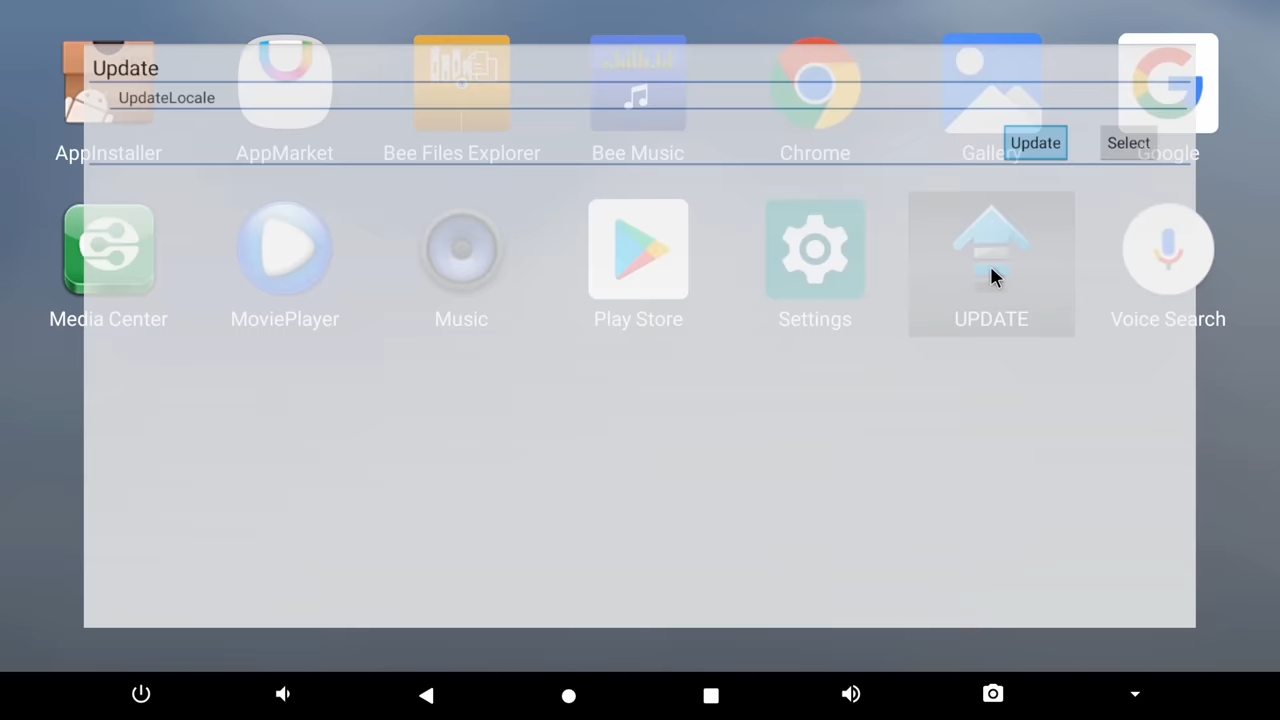 Update
UpdateLocale
Update Select
AppInstaller AppMarket Bee Files Explorer Bee Music Chrome Gallery Google
Media Center MoviePlayer Music Play Store Settings UPDATE Voice Search